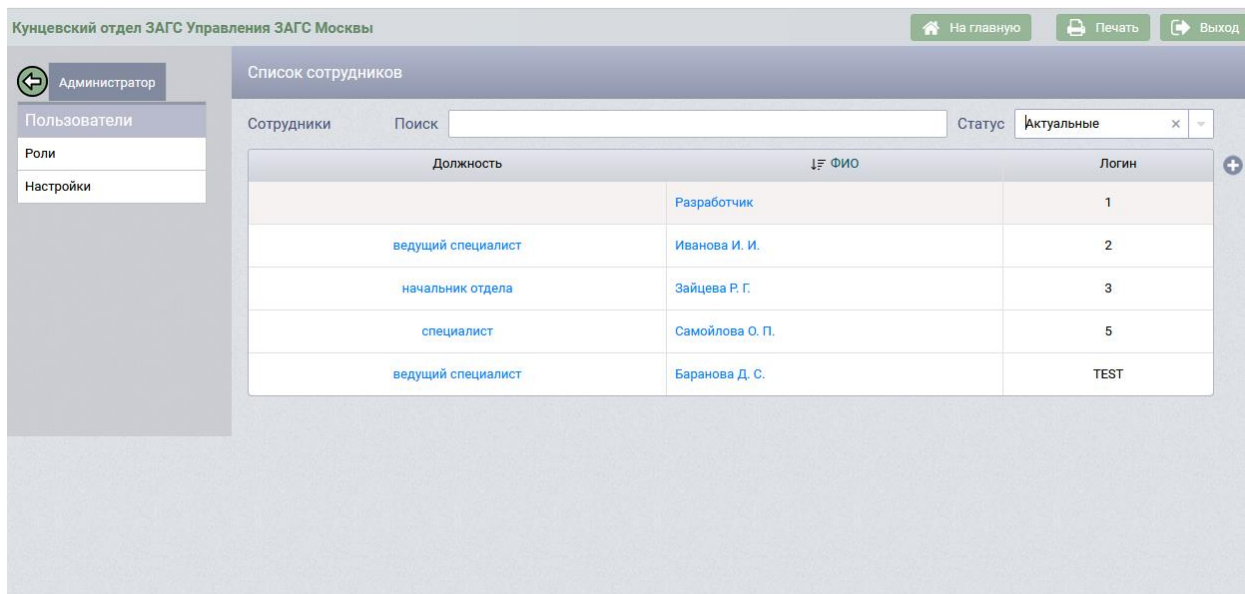 Кунцевский отдел ЗАГС Управления ЗАГС Москвы
На главную
Печать
Выход
Администратор
Список сотрудников
Пользователи
Роли
Настройки
Сотрудники Поиск Статус Актуальные
Должность ФИО Логин
Разработчик 1
ведущий специалист Иванова И. И. 2
начальник отдела Зайцева Р. Г. 3
специалист Самойлова О. П. 5
ведущий специалист Баранова Д. С. TEST